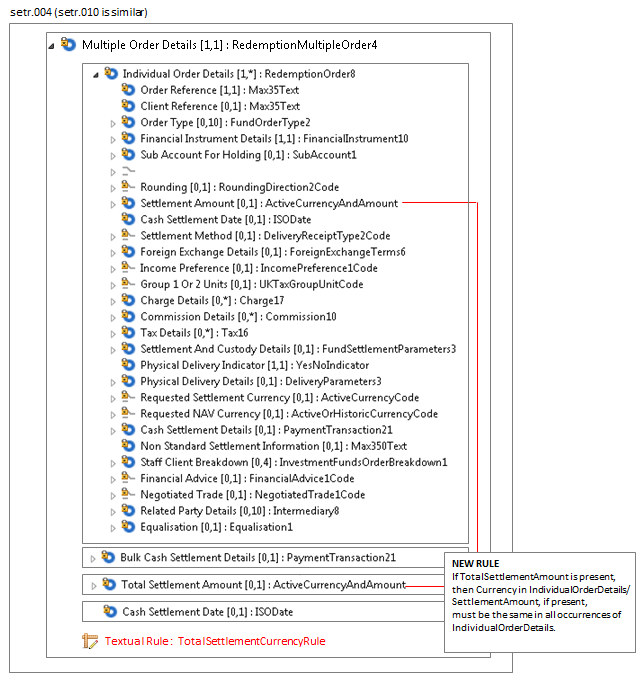 setr.004 (setr.010 is similar)
Multiple Order Details [1,1] : RedemptionMultipleOrder4
Individual Order Details [1,*] : RedemptionOrder8
Order Reference [1,1] : Max35Text
Client Reference [0,1] : Max35Text
Order Type [0,10] : FundOrderType2
Financial Instrument Details [1,1] : FinancialInstrument10
Sub Account For Holding [0,1] : SubAccount1
Rounding [0,1] : RoundingDirection2Code
Settlement Amount [0,1] : ActiveCurrencyAndAmount
Cash Settlement Date [0,1] : ISODate
Settlement Method [0,1] : DeliveryReceiptType2Code
Foreign Exchange Details [0,1] : ForeignExchangeTerms6
Income Preference [0,1] : IncomePreference1Code
Group 1 Or 2 Units [0,1] : UKTaxGroupUnitCode
Charge Details [0,*] : Charge17
Commission Details [0,*] : Commission10
Tax Details [0,*] : Tax16
Settlement And Custody Details [0,1] : FundSettlementParameters3
Physical Delivery Indicator [1,1] : YesNoIndicator
Physical Delivery Details [0,1] : DeliveryParameters3
Requested Settlement Currency [0,1] : ActiveCurrencyCode
Requested NAV Currency [0,1] : ActiveOrHistoricCurrencyCode
Cash Settlement Details [0,1] : PaymentTransaction21
Non Standard Settlement Information [0,1] : Max350Text
Staff Client Breakdown [0,4] : InvestmentFundsOrderBreakdown1
Financial Advice [0,1] : FinancialAdvice1Code
Negotiated Trade [0,1] : NegotiatedTrade1Code
Related Party Details [0,10] : Intermediary8
Equalisation [0,1] : Equalisation1
Bulk Cash Settlement Details [0,1] : PaymentTransaction21
Total Settlement Amount [0,1] : ActiveCurrencyAndAmount
Cash Settlement Date [0,1] : ISODate
Textual Rule: TotalSettlementCurrencyRule
NEW RULE
If TotalSettlementAmount is present,
then Currency in IndividualOrderDetails/
SettlementAmount, if present,
must be the same in all occurrences of
IndividualOrderDetails.